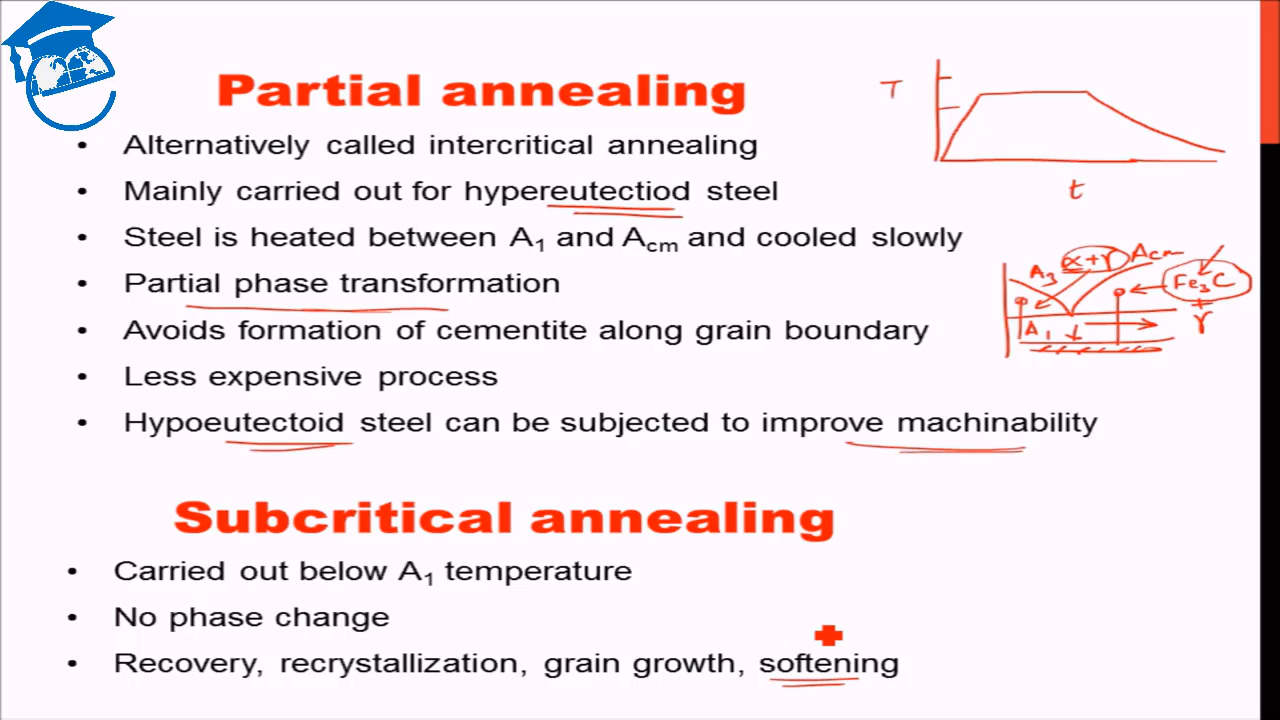 Partial annealing
• Alternatively called intercritical annealing
• Mainly carried out for hypereutectiod steel
• Steel is heated between A₁ and Acm and cooled slowly
• Partial phase transformation
• Avoids formation of cementite along grain boundary
• Less expensive process
• Hypoeutectoid steel can be subjected to improve machinability
T
t
A₃ α+γ Acm
Fe₃C
+
γ
A₁
Subcritical annealing
• Carried out below A₁ temperature
• No phase change
• Recovery, recrystallization, grain growth, softening